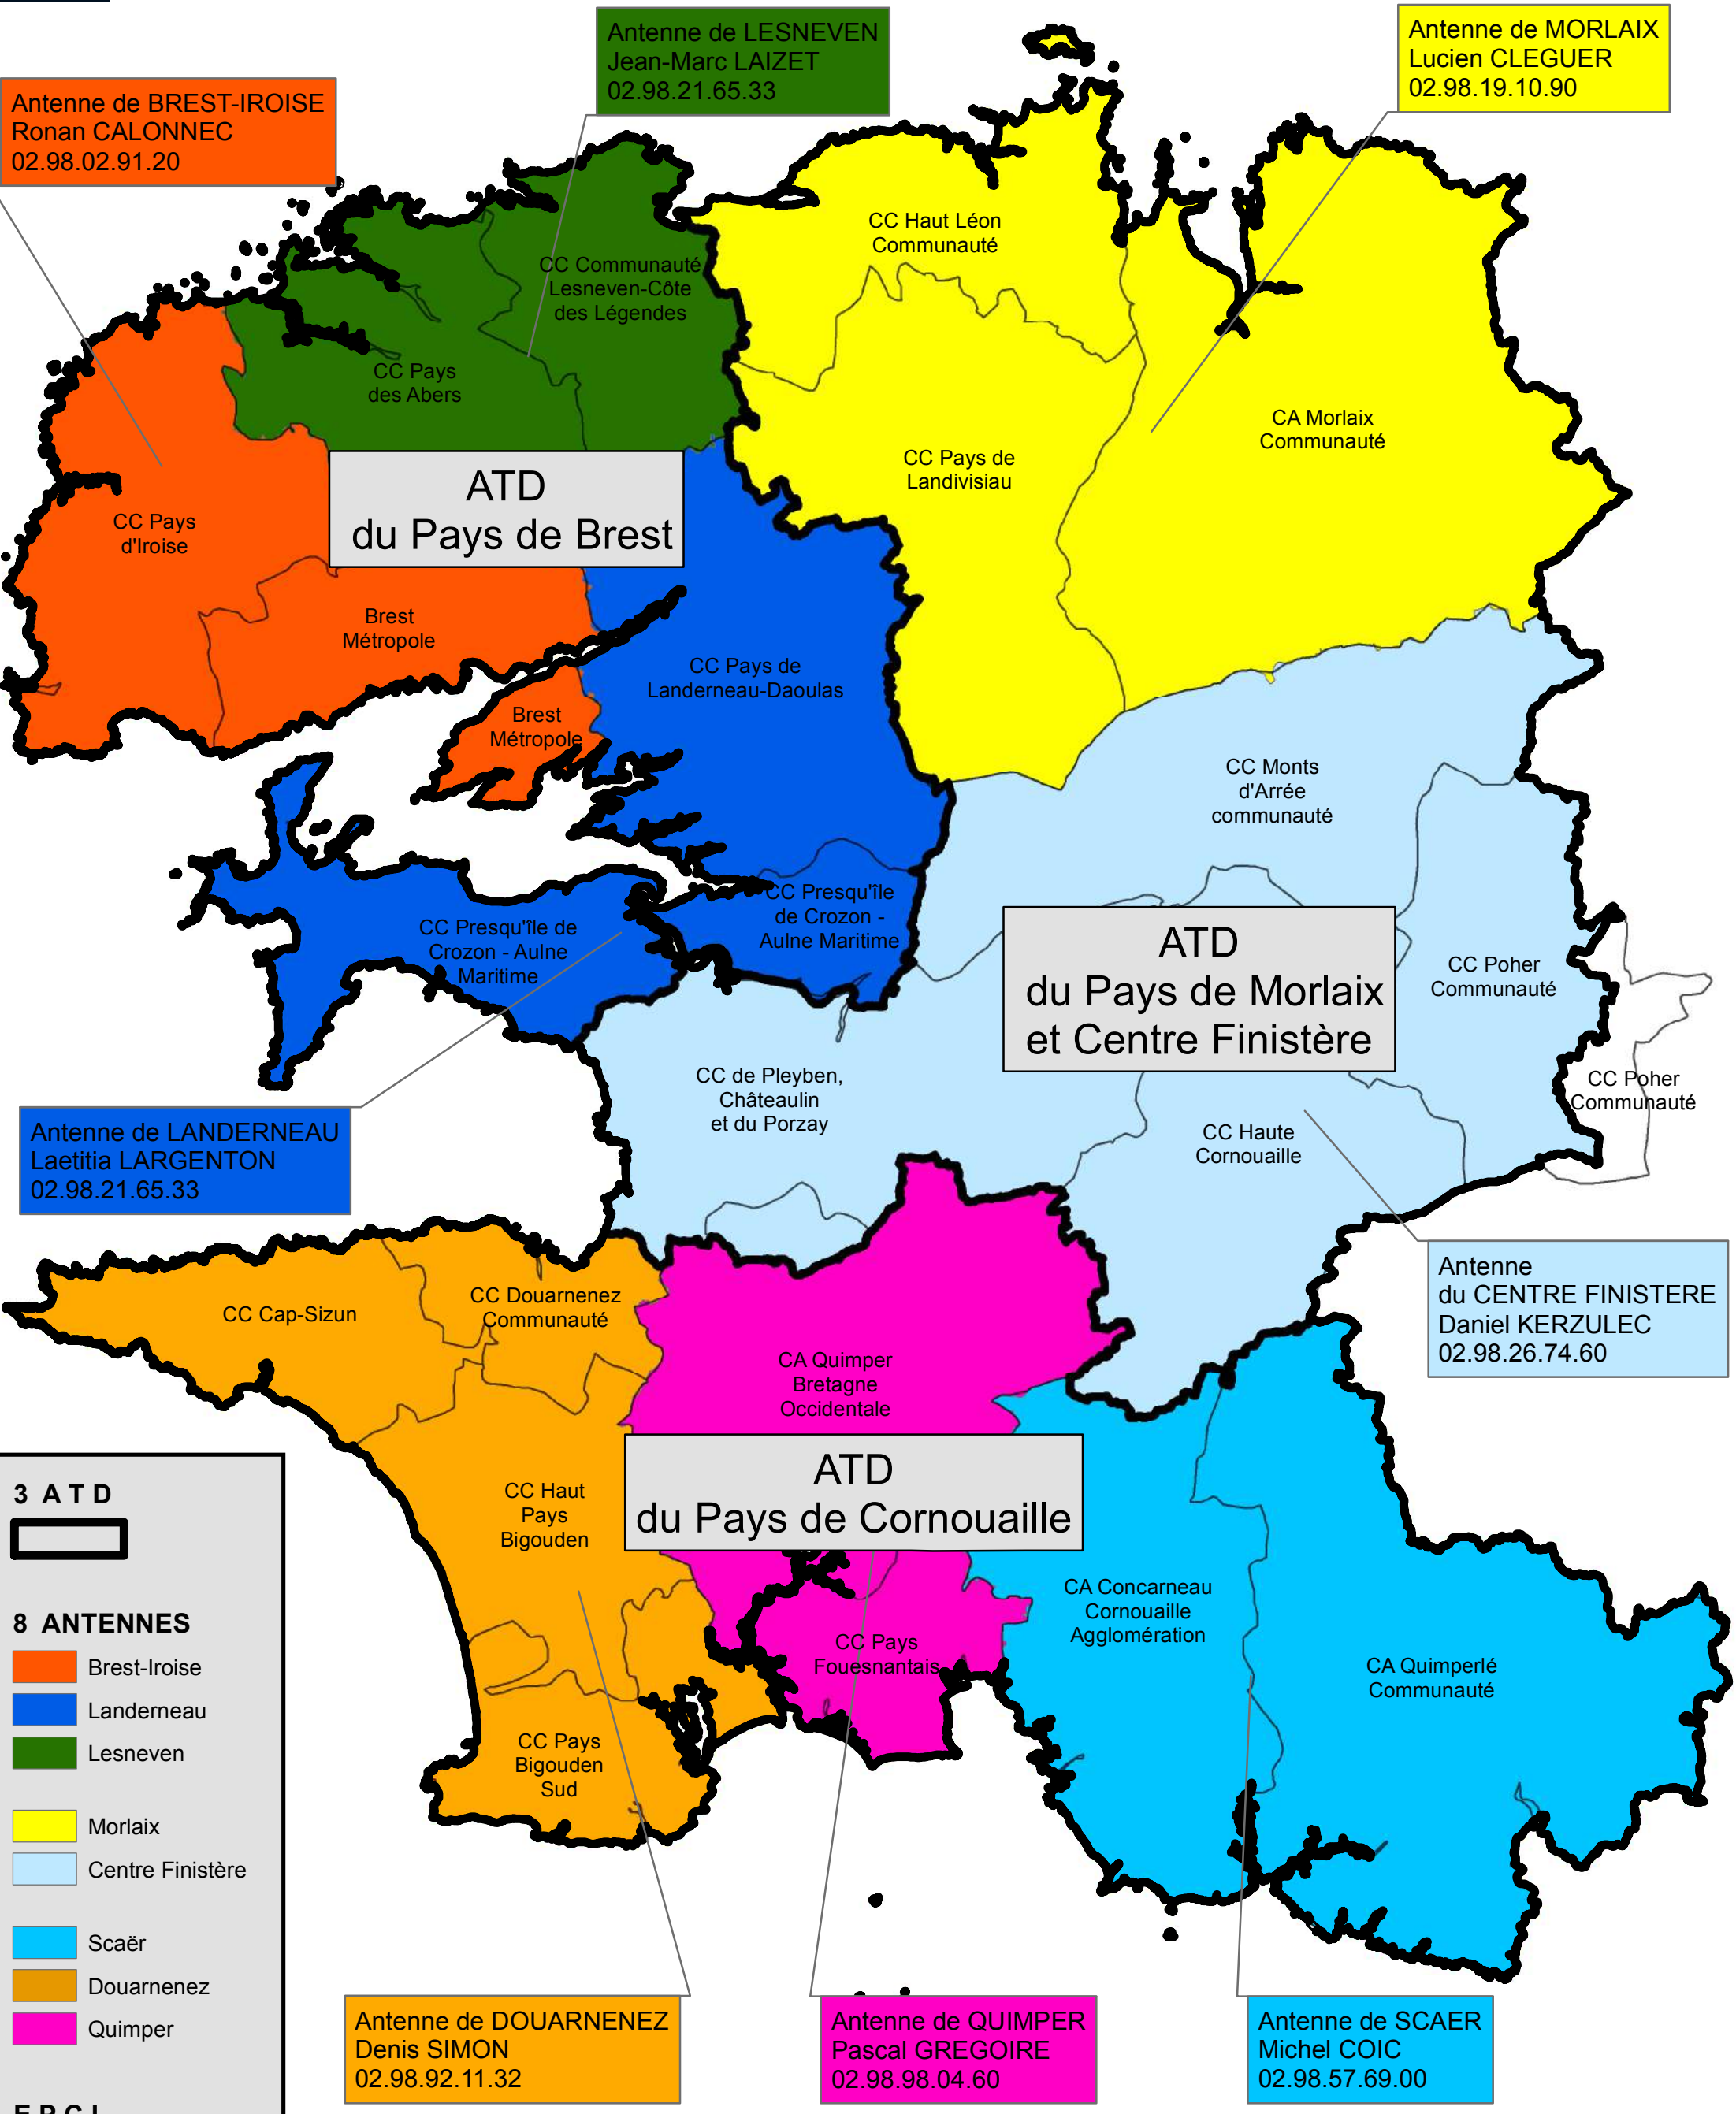 Antenne de LESNEVEN
Jean-Marc LAIZET
02.98.21.65.33
Antenne de MORLAIX
Lucien CLEGUER
02.98.19.10.90
Antenne de BREST-IROISE
Ronan CALONNEC
02.98.02.91.20
CC Haut Léon
Communauté
CC Communauté
Lesneven-Côte
des Légendes
CC Pays
des Abers
CA Morlaix
Communauté
CC Pays de
Landivisiau
ATD
du Pays de Brest
CC Pays
d'Iroise
Brest
Métropole
CC Pays de
Landerneau-Daoulas
Brest
Métropole
CC Monts
d'Arrée
communauté
CC Presqu'île
de Crozon -
Aulne Maritime
CC Presqu'île de
Crozon - Aulne
Maritime
ATD
du Pays de Morlaix
et Centre Finistère
CC Poher
Communauté
CC Poher
Communauté
CC de Pleyben,
Châteaulin
et du Porzay
CC Haute
Cornouaille
Antenne de LANDERNEAU
Laetitia LARGENTON
02.98.21.65.33
Antenne
du CENTRE FINISTERE
Daniel KERZULEC
02.98.26.74.60
CC Cap-Sizun
CC Douarnenez
Communauté
CA Quimper
Bretagne
Occidentale
ATD
du Pays de Cornouaille
CC Haut
Pays
Bigouden
CA Concarneau
Cornouaille
Agglomération
CC Pays
Fouesnantais
CA Quimperlé
Communauté
CC Pays
Bigouden
Sud
3 A T D
8 ANTENNES
Brest-Iroise
Landerneau
Lesneven
Morlaix
Centre Finistère
Scaër
Douarnenez
Quimper
E P C I
Antenne de DOUARNENEZ
Denis SIMON
02.98.92.11.32
Antenne de QUIMPER
Pascal GREGOIRE
02.98.98.04.60
Antenne de SCAER
Michel COIC
02.98.57.69.00